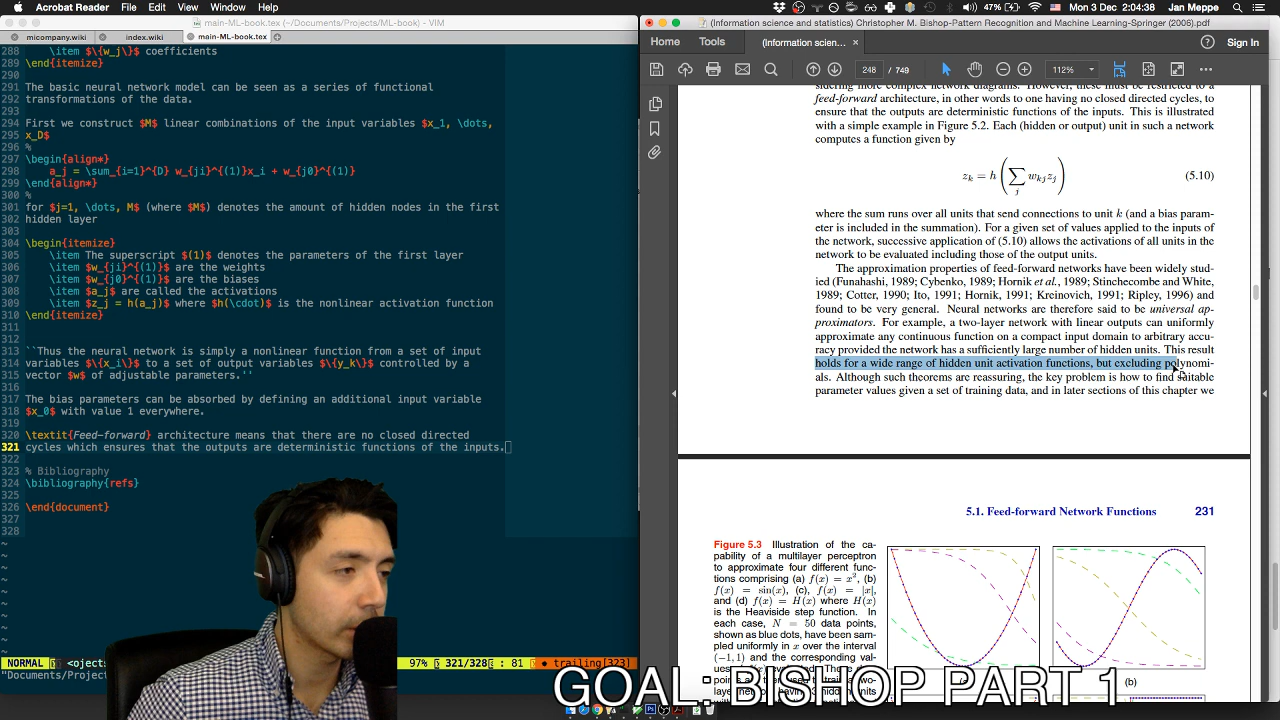 Terminal Shell Edit View Window Help
47% Mon 3 Dec 2:04:38 Jan Meppe
main-ML-book.tex (~/Documents/Projects/ML-book) - VIM
micompany.wiki index.wiki main-ML-book.tex
288 \item $\{w_j\}$ coefficients
289 \end{itemize}
290
291 The basic neural network model can be seen as a series of functional
292 transformations of the data.
293
294 First we construct $M$ linear combinations of the input variables $x_1, \dots,
295 x_D$
296 %
297 \begin{align*}
298 a_j = \sum_{i=1}^{D} w_{ji}^{(1)}x_i + w_{j0}^{(1)}
299 \end{align*}
300 %
301 for $j=1, \dots, M$ (where $M$) denotes the amount of hidden nodes in the first
302 hidden layer
303
304 \begin{itemize}
305 \item The superscript $(1)$ denotes the parameters of the first layer
306 \item $w_{ji}^{(1)}$ are the weights
307 \item $w_{j0}^{(1)}$ are the biases
308 \item $a_j$ are called the activations
309 \item $z_j = h(a_j)$ where $h(\cdot)$ is the nonlinear activation function
310 \end{itemize}
311
312
313 ``Thus the neural network is simply a nonlinear function from a set of input
314 variables $\{x_i\}$ to a set of output variables $\{y_k\}$ controlled by a
315 vector $w$ of adjustable parameters.''
316
317 The bias parameters can be absorbed by defining an additional input variable
318 $x_0$ with value 1 everywhere.
319
320 \textit{Feed-forward} architecture means that there are no closed directed
321 cycles which ensures that the outputs are deterministic functions of the inputs.
322
323 % Bibliography
324 \bibliography{refs}
325
326 \end{document}
327
328
NORMAL <oject 97% 321/328 : 81 trailing[330]
"Documents/Project
(Information science and statistics) Christopher M. Bishop-Pattern Recognition and Machine Learning-Springer (2006).pdf
Home Tools (Information scien... × Sign In
248 / 749 112%
sidering more complex network diagrams. However, these must be restricted to a
feed-forward architecture, in other words to one having no closed directed cycles, to
ensure that the outputs are deterministic functions of the inputs. This is illustrated
with a simple example in Figure 5.2. Each (hidden or output) unit in such a network
computes a function given by
z_k = h ( ∑_j w_kj z_j ) (5.10)
where the sum runs over all units that send connections to unit k (and a bias param-
eter is included in the summation). For a given set of values applied to the inputs of
the network, successive application of (5.10) allows the activations of all units in the
network to be evaluated including those of the output units.
The approximation properties of feed-forward networks have been widely stud-
ied (Funahashi, 1989; Cybenko, 1989; Hornik et al., 1989; Stinchecombe and White,
1989; Cotter, 1990; Ito, 1991; Hornik, 1991; Kreinovich, 1991; Ripley, 1996) and
found to be very general. Neural networks are therefore said to be universal ap-
proximators. For example, a two-layer network with linear outputs can uniformly
approximate any continuous function on a compact input domain to arbitrary accu-
racy provided the network has a sufficiently large number of hidden units. This result
holds for a wide range of hidden unit activation functions, but excluding polynomi-
als. Although such theorems are reassuring, the key problem is how to find suitable
parameter values given a set of training data, and in later sections of this chapter we
5.1. Feed-forward Network Functions 231
Figure 5.3 Illustration of the ca-
pability of a multilayer perceptron
to approximate four different func-
tions comprising (a) f(x) = x², (b)
f(x) = sin(x), (c), f(x) = |x|,
and (d) f(x) = H(x) where H(x)
is the Heaviside step function. In
each case, N = 50 data points,
shown as blue dots, have been sam-
pled uniformly in x over the interval
(−1, 1) and the corresponding val-
(b)
GOAL: BISHOP PART 1